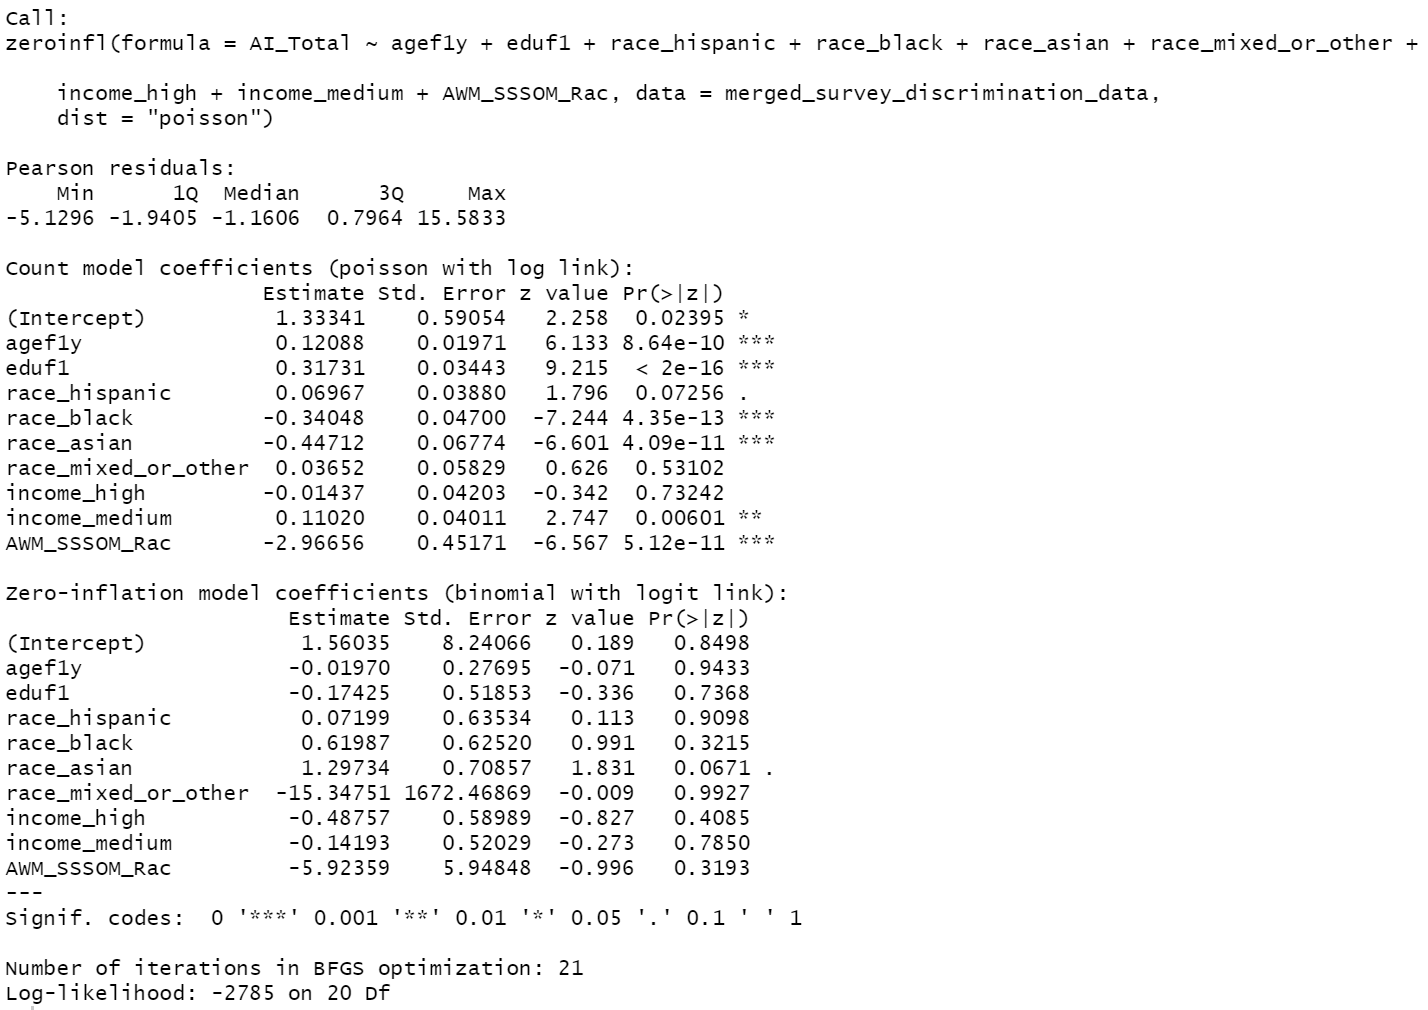 Call:
zeroinfl(formula = AI_Total ~ agef1y + eduf1 + race_hispanic + race_black + race_asian + race_mixed_or_other +
    income_high + income_medium + AWM_SSSOM_Rac, data = merged_survey_discrimination_data,
    dist = "poisson")
Pearson residuals:
    Min      1Q  Median      3Q     Max
-5.1296 -1.9405 -1.1606  0.7964 15.5833
Count model coefficients (poisson with log link):
                    Estimate Std. Error z value Pr(>|z|)
(Intercept)          1.33341    0.59054   2.258  0.02395 *
agef1y               0.12088    0.01971   6.133 8.64e-10 ***
eduf1                0.31731    0.03443   9.215  < 2e-16 ***
race_hispanic        0.06967    0.03880   1.796  0.07256 .
race_black          -0.34048    0.04700  -7.244 4.35e-13 ***
race_asian          -0.44712    0.06774  -6.601 4.09e-11 ***
race_mixed_or_other  0.03652    0.05829   0.626  0.53102
income_high         -0.01437    0.04203  -0.342  0.73242
income_medium        0.11020    0.04011   2.747  0.00601 **
AWM_SSSOM_Rac       -2.96656    0.45171  -6.567 5.12e-11 ***
Zero-inflation model coefficients (binomial with logit link):
                      Estimate Std. Error z value Pr(>|z|)
(Intercept)            1.56035    8.24066   0.189   0.8498
agef1y                -0.01970    0.27695  -0.071   0.9433
eduf1                 -0.17425    0.51853  -0.336   0.7368
race_hispanic          0.07199    0.63534   0.113   0.9098
race_black             0.61987    0.62520   0.991   0.3215
race_asian             1.29734    0.70857   1.831   0.0671 .
race_mixed_or_other  -15.34751 1672.46869  -0.009   0.9927
income_high           -0.48757    0.58989  -0.827   0.4085
income_medium         -0.14193    0.52029  -0.273   0.7850
AWM_SSSOM_Rac         -5.92359    5.94848  -0.996   0.3193
---
Signif. codes:  0 '***' 0.001 '**' 0.01 '*' 0.05 '.' 0.1 ' ' 1
Number of iterations in BFGS optimization: 21
Log-likelihood: -2785 on 20 Df